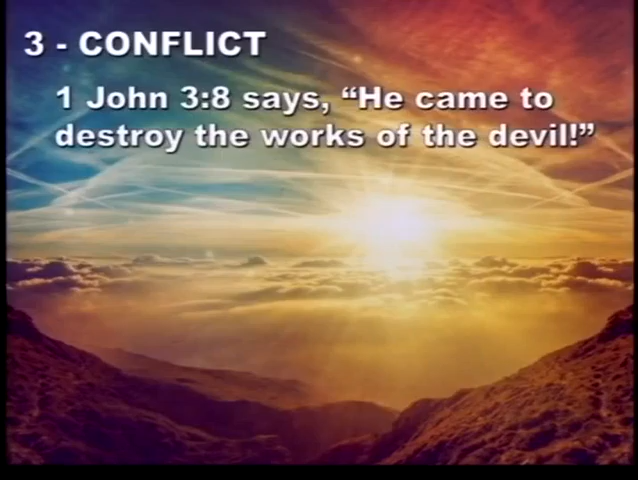 3 - CONFLICT
1 John 3:8 says, “He came to
destroy the works of the devil!”